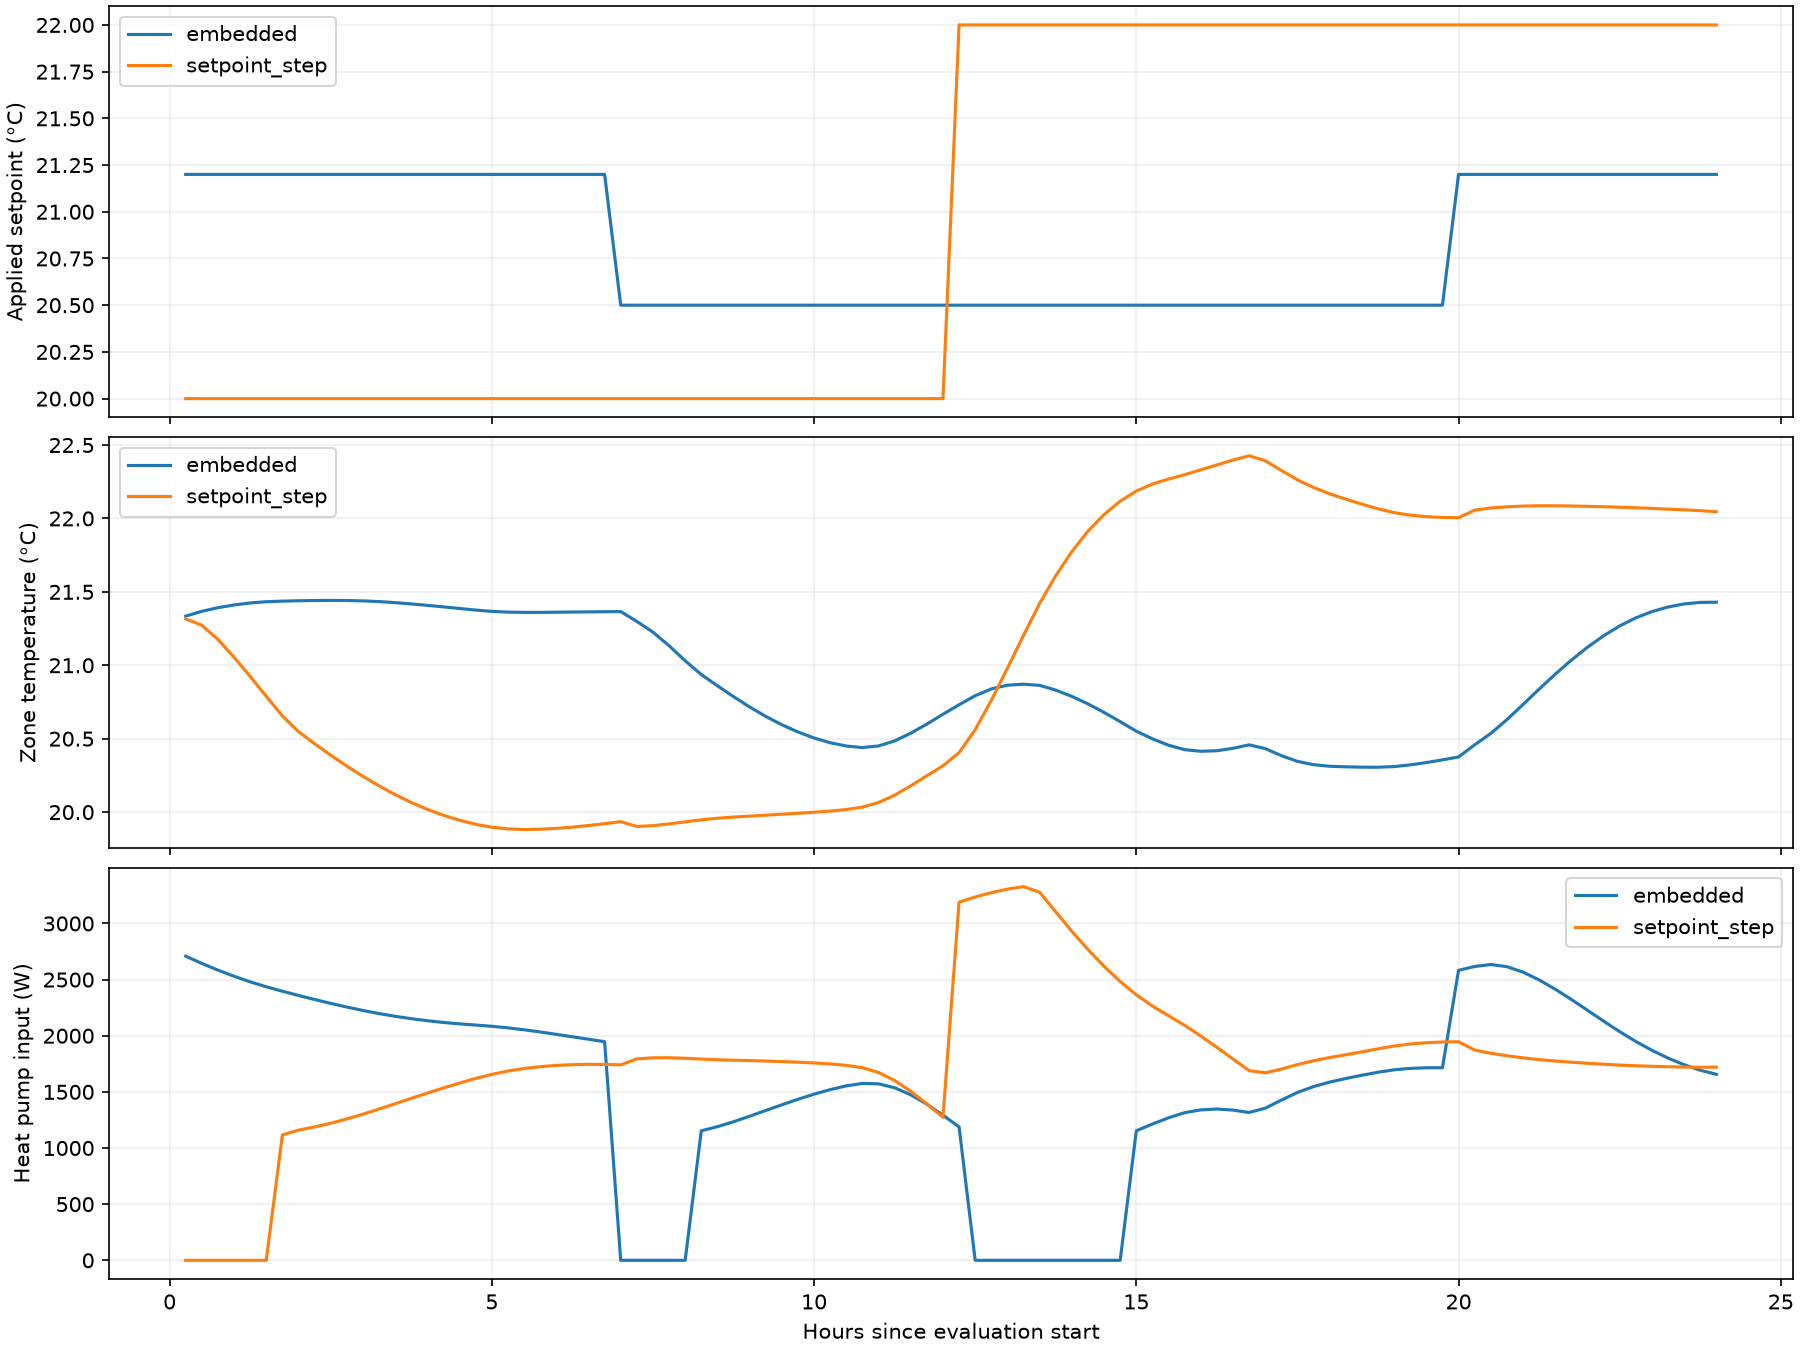 Applied setpoint (°C)
22.00
21.75
21.50
21.25
21.00
20.75
20.50
20.25
20.00
embedded
setpoint_step
Zone temperature (°C)
22.5
22.0
21.5
21.0
20.5
20.0
embedded
setpoint_step
Heat pump input (W)
3000
2500
2000
1500
1000
500
0
embedded
setpoint_step
0 5 10 15 20 25
Hours since evaluation start